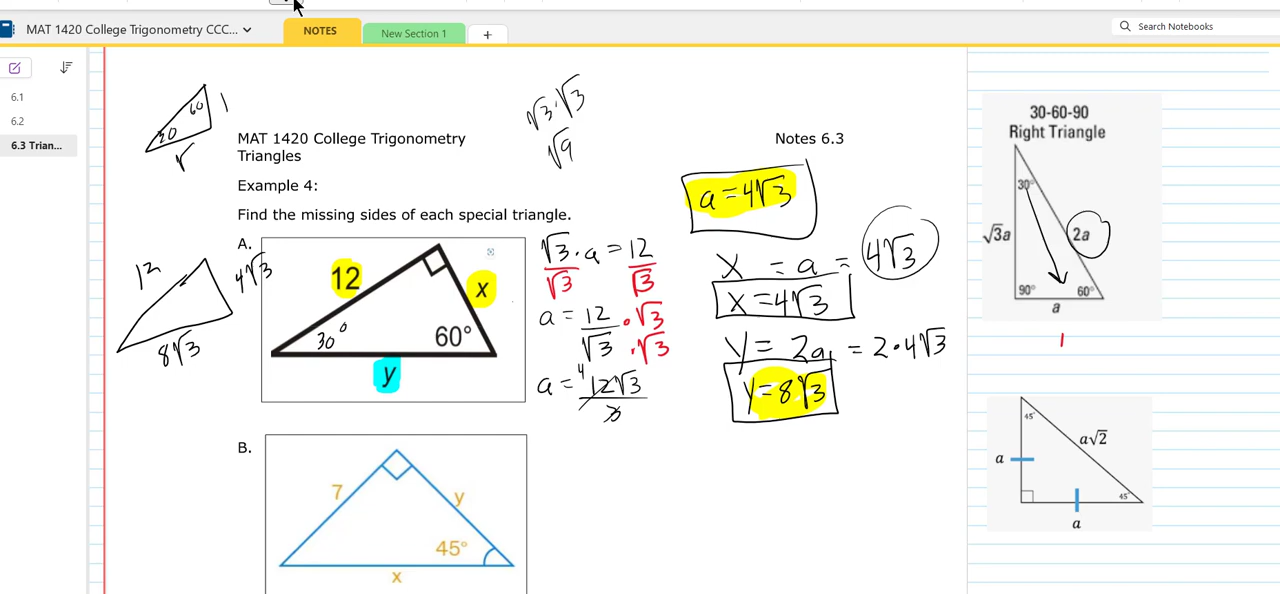 MAT 1420 College Trigonometry CCC...
NOTES
New Section 1
+
Search Notebooks
6.1
6.2
6.3 Trian...
30
60
1
√
√3·√3
√9
MAT 1420 College Trigonometry
Triangles
Notes 6.3
Example 4:
Find the missing sides of each special triangle.
A.
12
x
30°
60°
y
12
4√3
8√3
√3·a = 12
√3 √3
a = 12 · √3
√3 · √3
a = 4 12√3
3
a = 4√3
x = a = 4√3
x = 4√3
y = 2a = 2·4√3
y = 8√3
B.
7
y
45°
x
30-60-90
Right Triangle
30°
√3a
2a
90°
60°
a
1
45°
a√2
a
45°
a